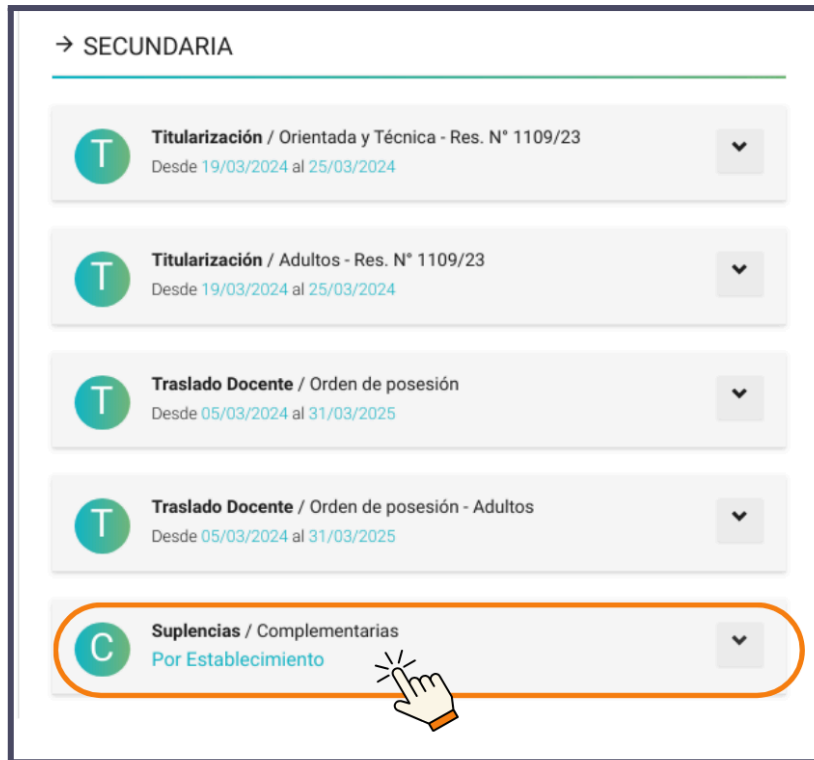 → SECUNDARIA
T
Titularización / Orientada y Técnica - Res. N° 1109/23
Desde 19/03/2024 al 25/03/2024
T
Titularización / Adultos - Res. N° 1109/23
Desde 19/03/2024 al 25/03/2024
T
Traslado Docente / Orden de posesión
Desde 05/03/2024 al 31/03/2025
T
Traslado Docente / Orden de posesión - Adultos
Desde 05/03/2024 al 31/03/2025
C
Suplencias / Complementarias
Por Establecimiento